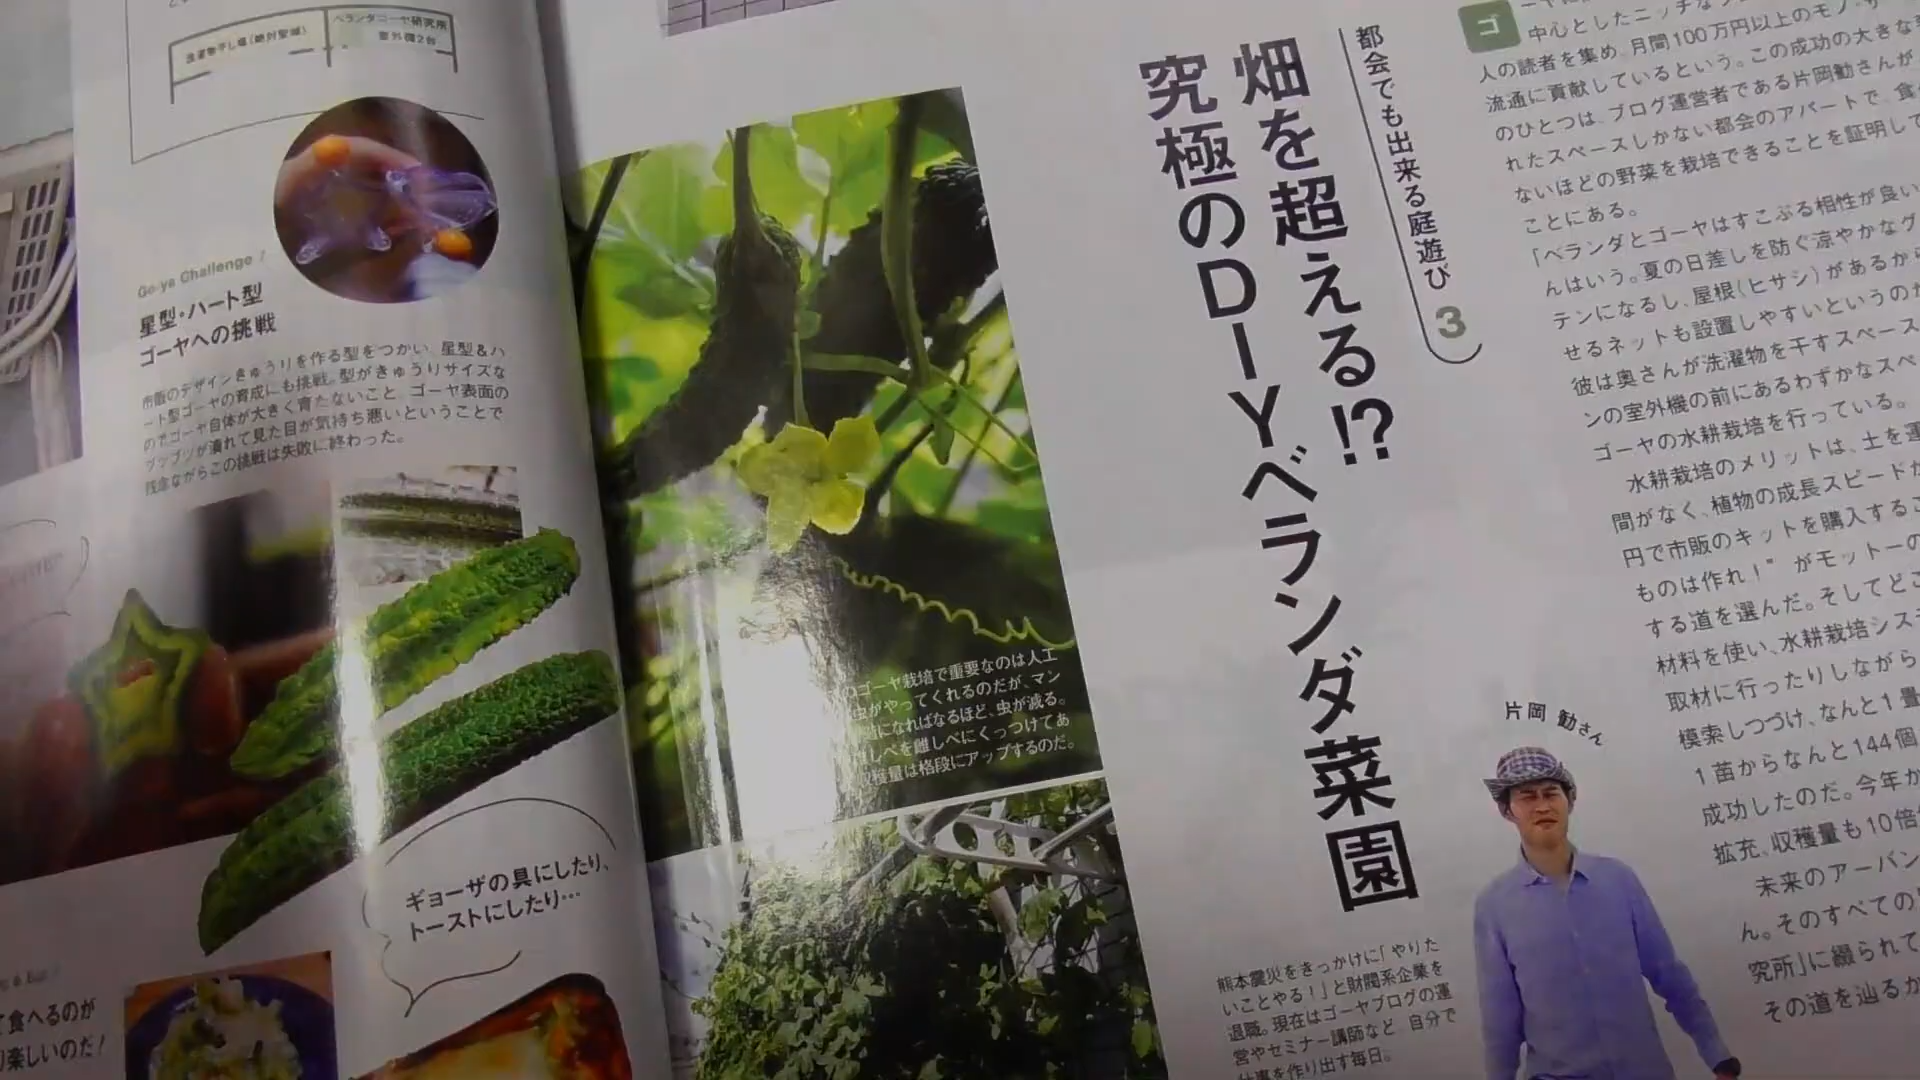 都会でも出来る庭遊び 3
畑を超える!?
究極のDIYベランダ菜園
ゴ
中心としたニッチな
人の読者を集め、月間100万円以上のモノ、サ
流通に貢献しているという。この成功の大きな
のひとつは、ブログ運営者である片岡勧さんが
れたスペースしかない都会のアパートで、食
ないほどの野菜を栽培できることを証明して
ことにある。
「ベランダとゴーヤはすこぶる相性が良い
んはいう。夏の日差しを防ぐ涼やかなグ
テンになるし、屋根(ヒサシ)があるから
せるネットも設置しやすいというのが
彼は奥さんが洗濯物を干すスペース
ンの室外機の前にあるわずかなスペ
ゴーヤの水耕栽培を行っている。
水耕栽培のメリットは、土を運
間がなく、植物の成長スピードが
円で市販のキットを購入するこ
ものは作れ!" がモットーの
する道を選んだ。そしてどこ
材料を使い、水耕栽培シス
取材に行ったりしながら
模索しつづけ、なんと1畳
1苗からなんと144個
成功したのだ。今年か
拡充、収穫量も10倍
未来のアーバン
ん。そのすべての
究所」に綴られて
その道を辿るか
片岡 勧さん
熊本震災をきっかけに「やりた
いことやる!」と財閥系企業を
退職。現在はゴーヤブログの運
営やセミナー講師など 自分で
仕事を作り出す毎日。
のゴーヤ栽培で重要なのは人工
虫がやってくれるのだが、マン
になればなるほど、虫が減る。
しべを雌しべにくっつけてあ
収穫量は格段にアップするのだ。
洗濯物干し場(絶対聖域)
ベランダゴーヤ研究所
室外機2台
Go-ya Challenge !
星型・ハート型
ゴーヤへの挑戦
市販のデザインきゅうりを作る型をつかい、星型&ハ
ート型ゴーヤの育成にも挑戦。型がきゅうりサイズな
のでゴーヤ自体が大きく育たないこと、ゴーヤ表面の
ブツブツが潰れて見た目が気持ち悪いということで
残念ながらこの挑戦は失敗に終わった。
ギョーザの具にしたり、
トーストにしたり…
て食べるのが
り楽しいのだ!